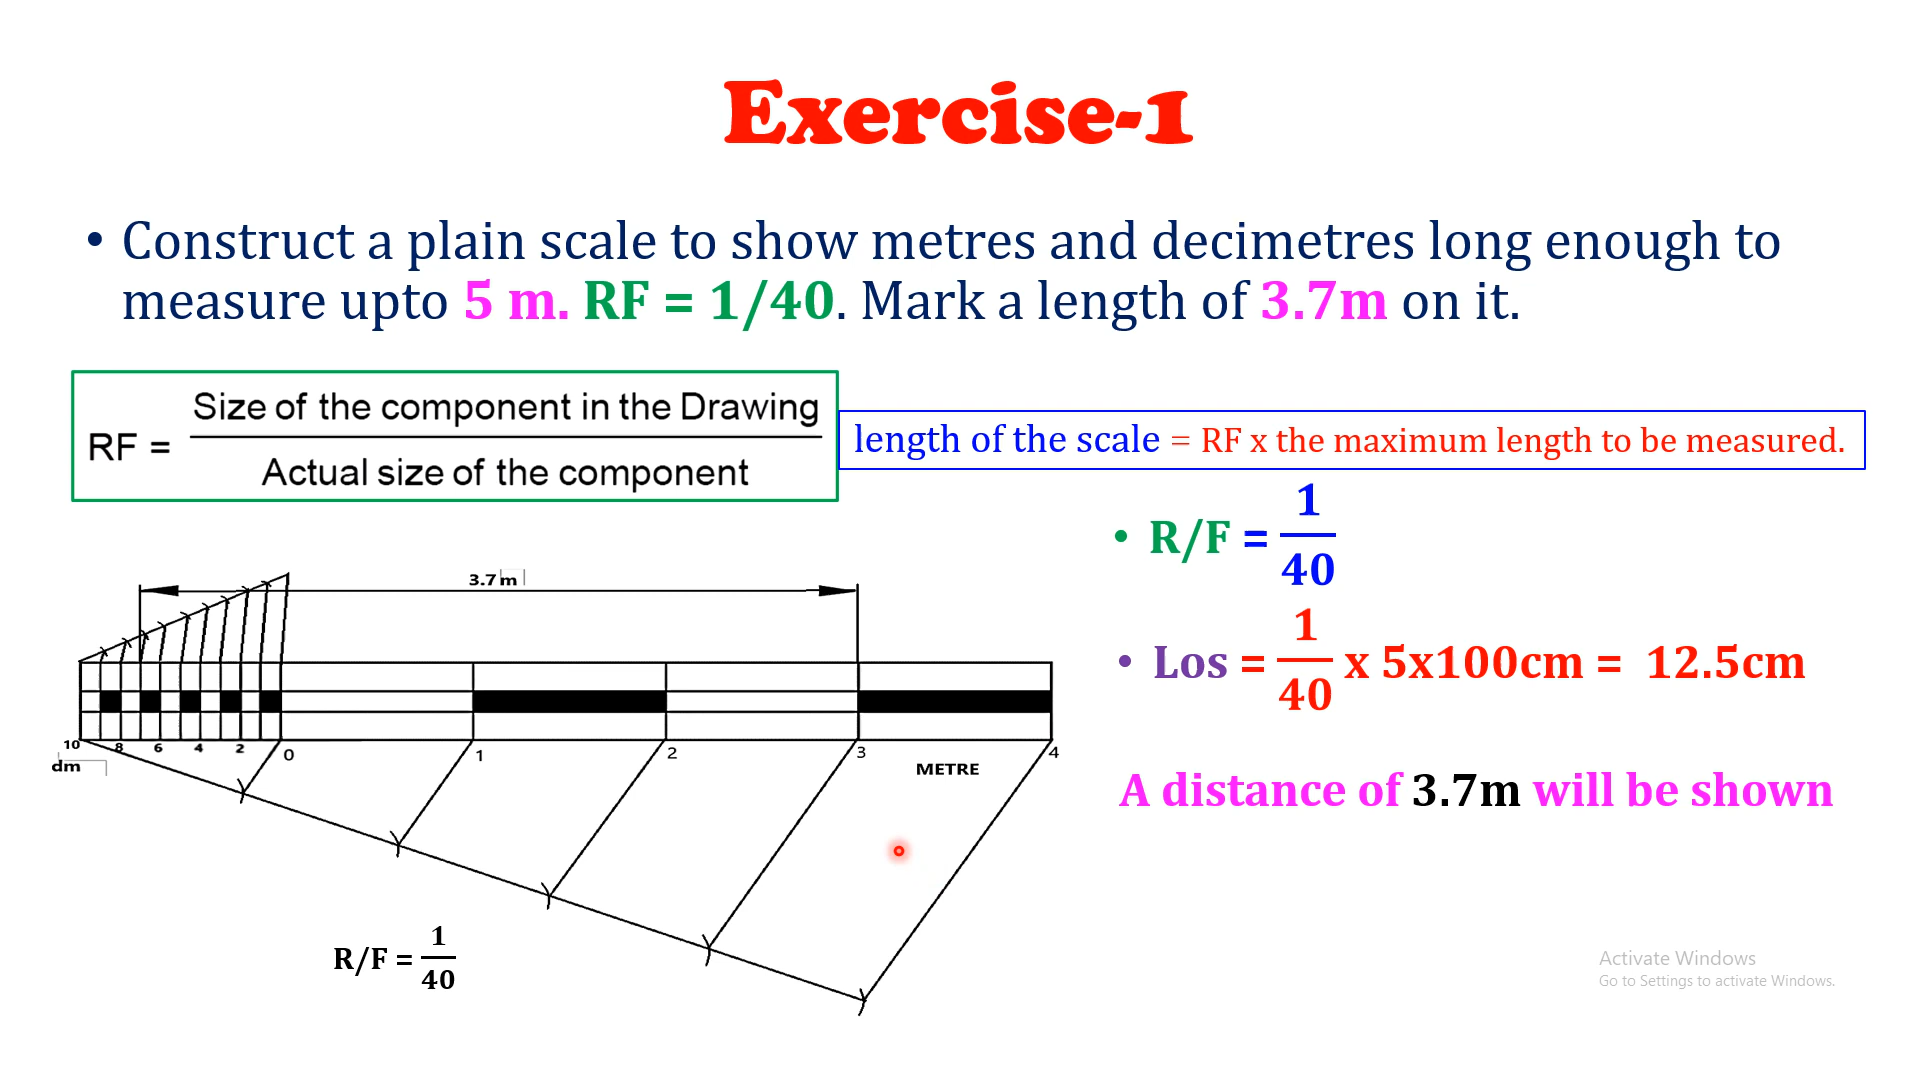 Exercise-1
• Construct a plain scale to show metres and decimetres long enough to
measure upto 5 m. RF = 1/40. Mark a length of 3.7m on it.
RF = Size of the component in the Drawing
Actual size of the component
length of the scale = RF x the maximum length to be measured.
• R/F = 1/40
• Los = 1/40 x 5x100cm = 12.5cm
A distance of 3.7m will be shown
3.7 m
10 8 6 4 2 0 1 2 3 4
dm
METRE
R/F = 1/40
Activate Windows
Go to Settings to activate Windows.